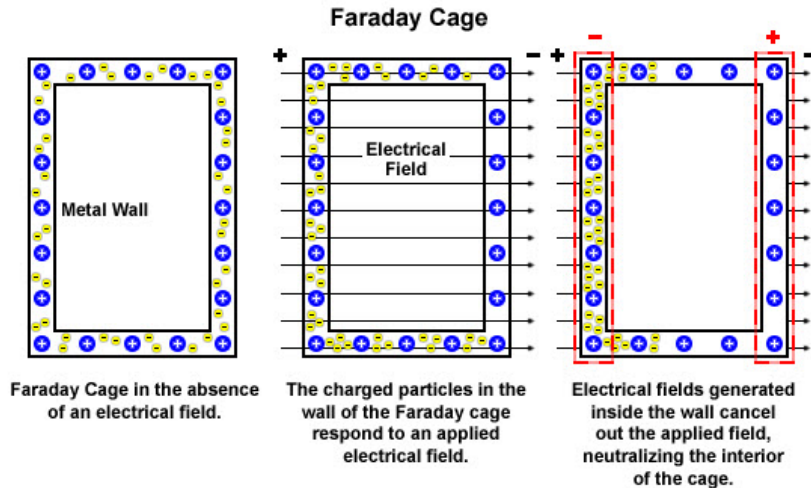 Faraday Cage
Metal Wall
Electrical
Field
Faraday Cage in the absence
of an electrical field.
The charged particles in the
wall of the Faraday cage
respond to an applied
electrical field.
Electrical fields generated
inside the wall cancel
out the applied field,
neutralizing the interior
of the cage.